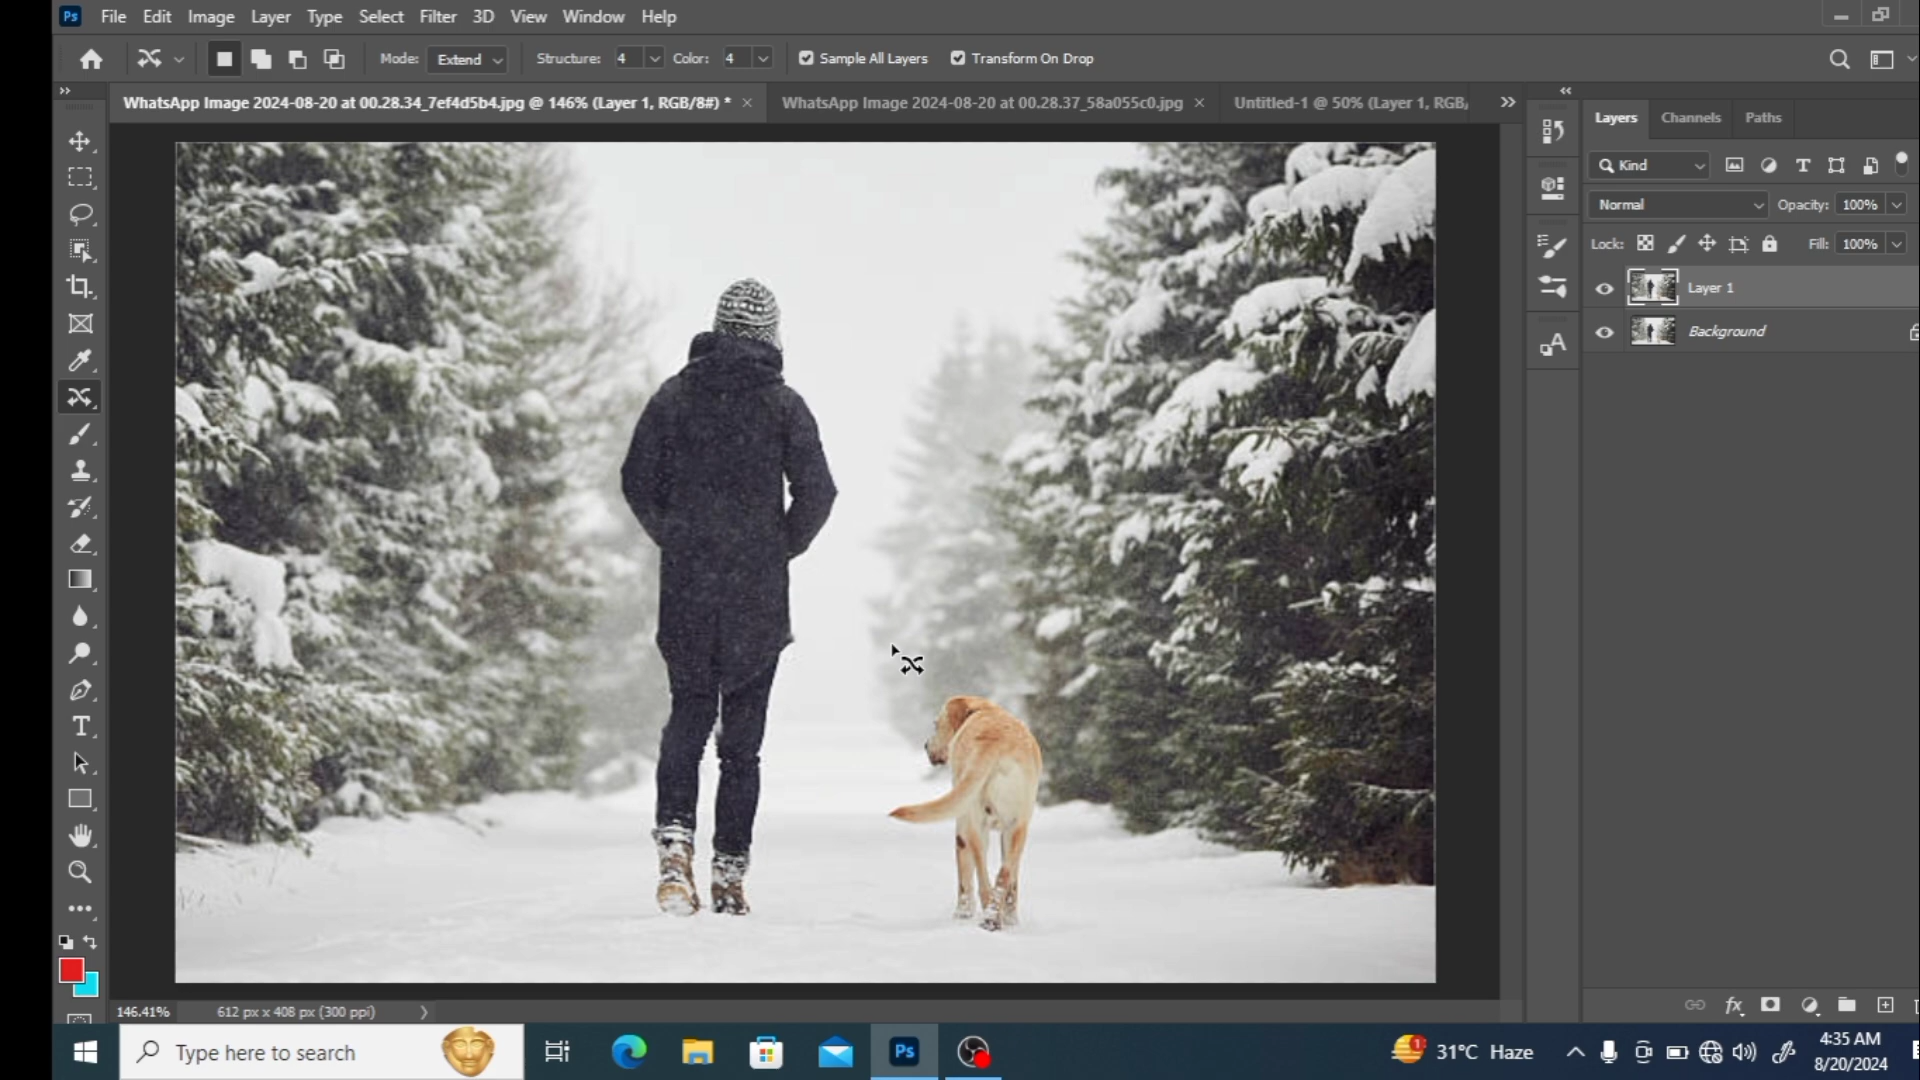 Ps File Edit Image Layer Type Select Filter 3D View Window Help
Mode: Extend Structure: 4 Color: 4 Sample All Layers Transform On Drop
WhatsApp Image 2024-08-20 at 00.28.34_7ef4d5b4.jpg @ 146% (Layer 1, RGB/8#) * × WhatsApp Image 2024-08-20 at 00.28.37_58a055c0.jpg × Untitled-1 @ 50% (Layer 1, RGB/
Layers Channels Paths
Kind
Normal Opacity: 100%
Lock: Fill: 100%
Layer 1
Background
146.41% 612 px x 408 px (300 ppi)
Type here to search
Ps
1
31°C Haze
4:35 AM
8/20/2024